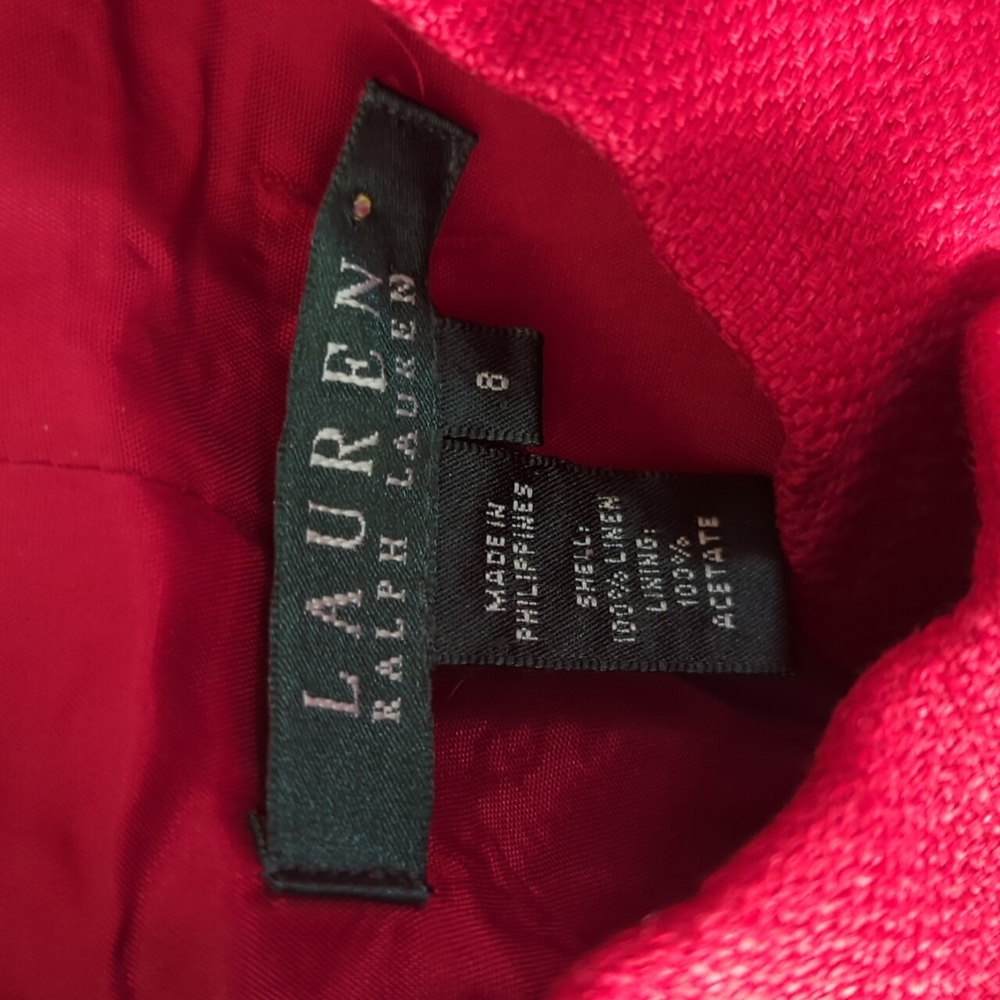 LAUREN
RALPH LAUREN
8
MADE IN
PHILIPPINES
SHELL:
100% LINEN
LINING:
100%
ACETATE